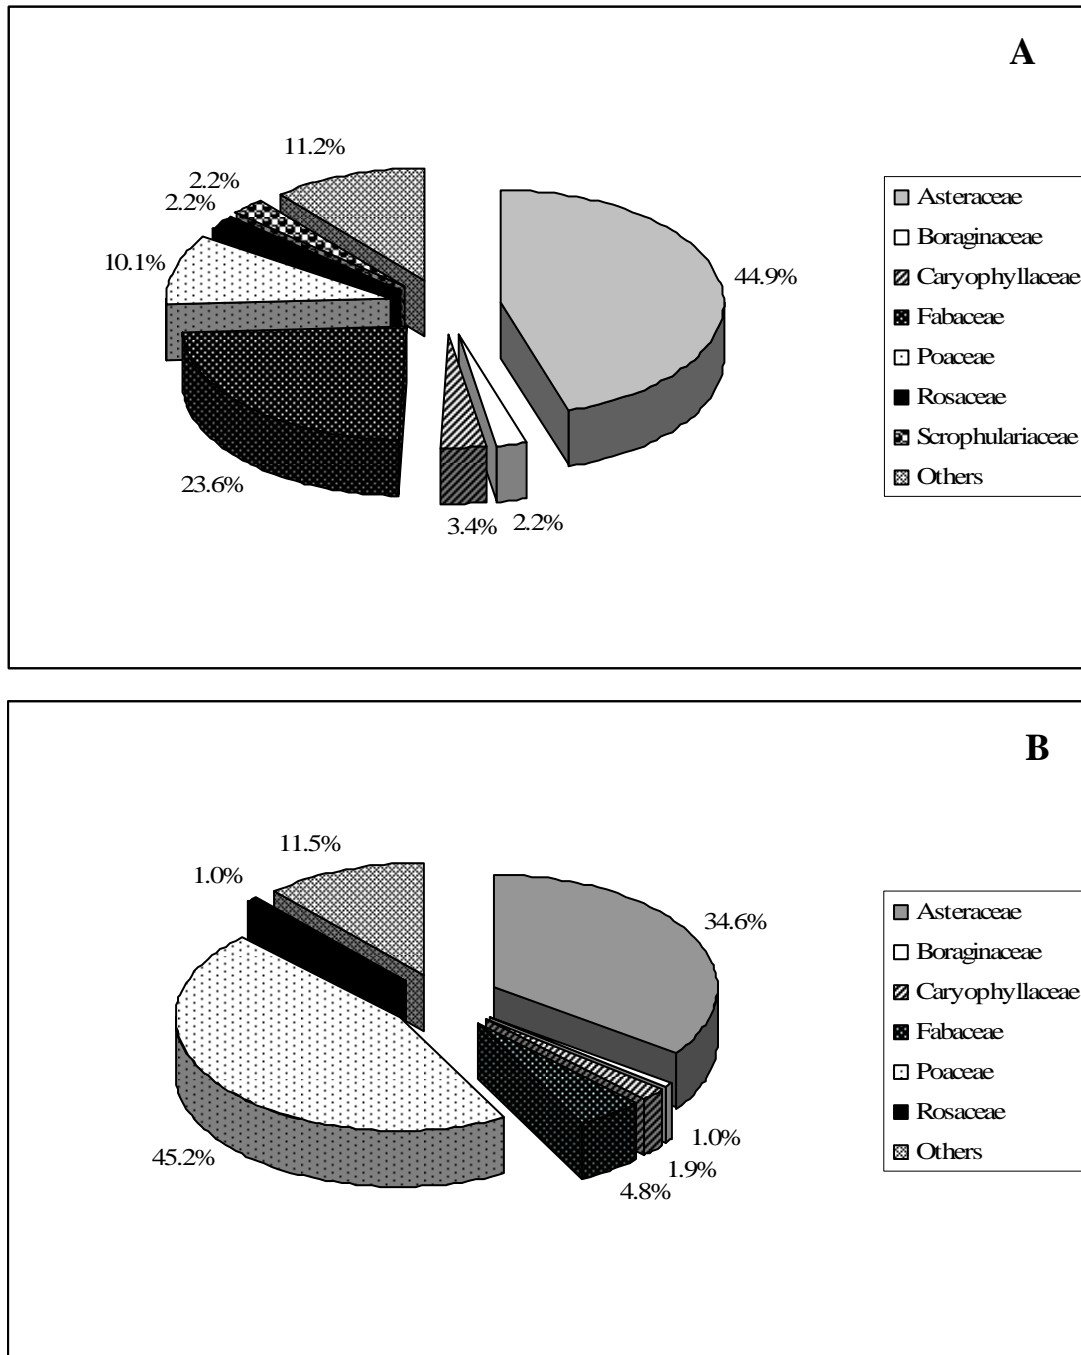 A
11.2%
2.2%
2.2%
10.1%
44.9%
23.6%
3.4%
2.2%
Asteraceae
Boraginaceae
Caryophyllaceae
Fabaceae
Poaceae
Rosaceae
Scrophulariaceae
Others
B
11.5%
1.0%
34.6%
45.2%
1.0%
1.9%
4.8%
Asteraceae
Boraginaceae
Caryophyllaceae
Fabaceae
Poaceae
Rosaceae
Others